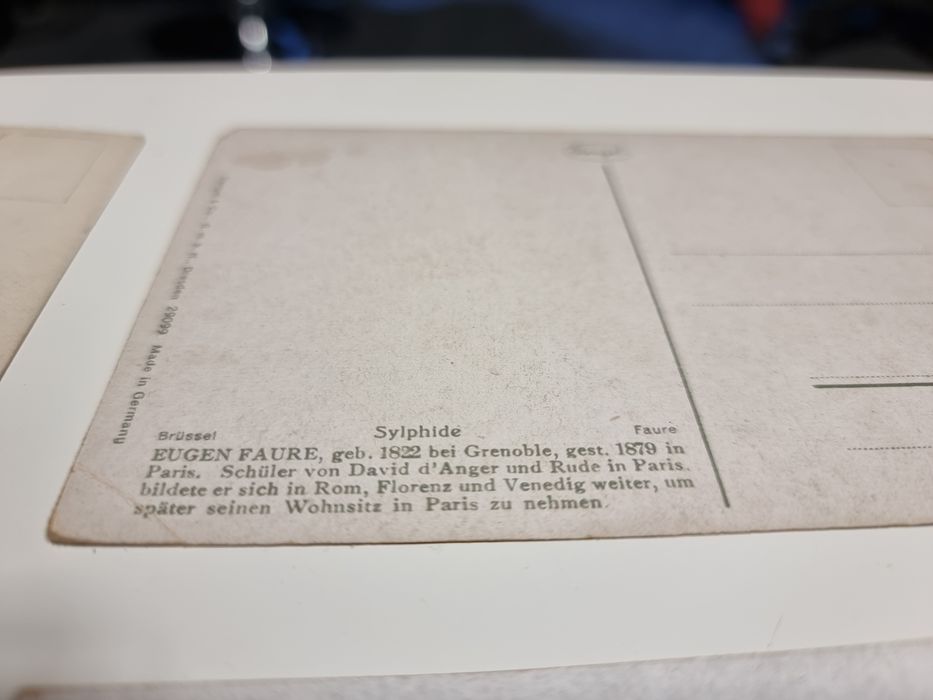 Brüssel Sylphide Faure
EUGEN FAURE, geb. 1822 bei Grenoble, gest. 1879 in
Paris. Schüler von David d'Anger und Rude in Paris.
bildete er sich in Rom, Florenz und Venedig weiter, um
später seinen Wohnsitz in Paris zu nehmen.
Dresden 29099 Made in Germany